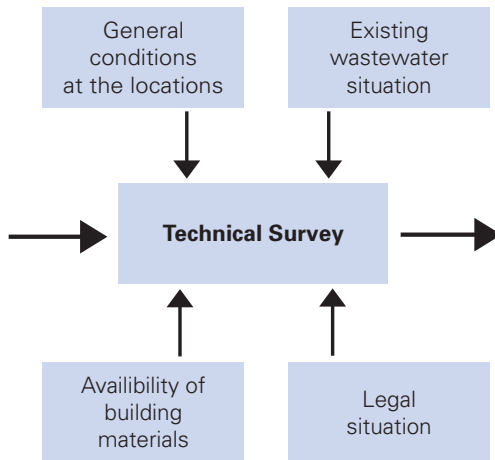 General
conditions
at the locations
Existing
wastewater
situation
Technical Survey
Availibility of
building
materials
Legal
situation